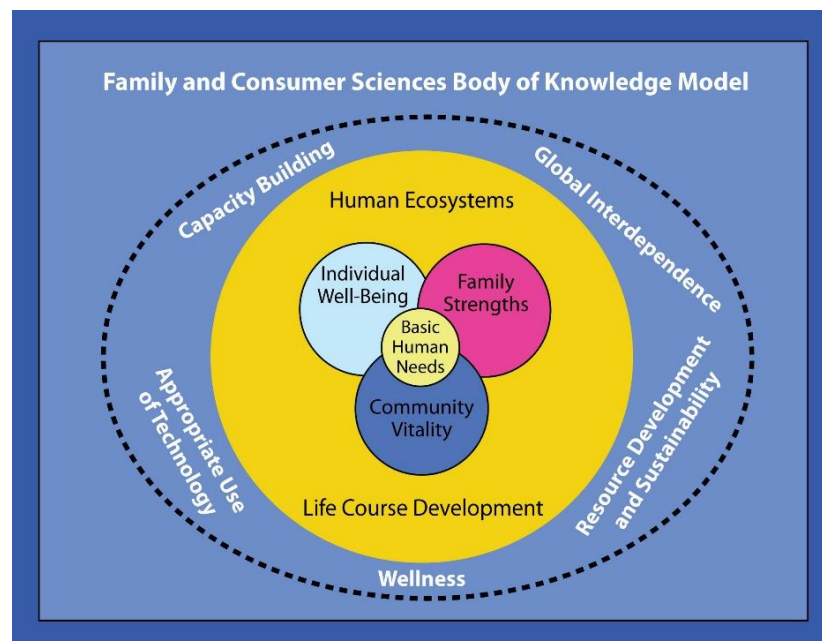 Family and Consumer Sciences Body of Knowledge Model
Capacity Building
Global Interdependence
Human Ecosystems
Individual
Well-Being
Family
Strengths
Basic
Human
Needs
Community
Vitality
Appropriate Use
of Technology
Resource Development
and Sustainability
Life Course Development
Wellness